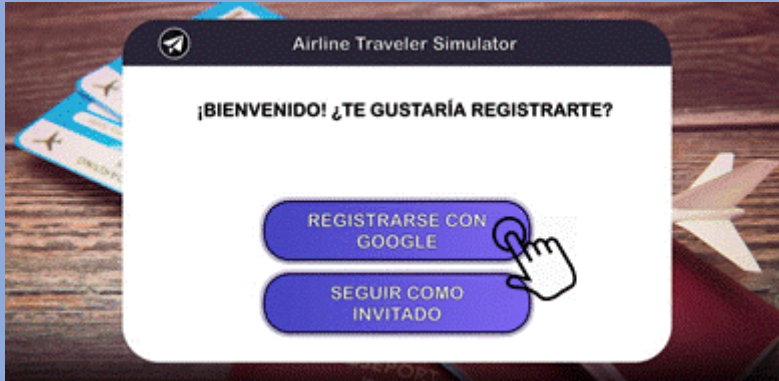 Airline Traveler Simulator
¡BIENVENIDO! ¿TE GUSTARÍA REGISTRARTE?
REGISTRARSE CON
GOOGLE
SEGUIR COMO
INVITADO